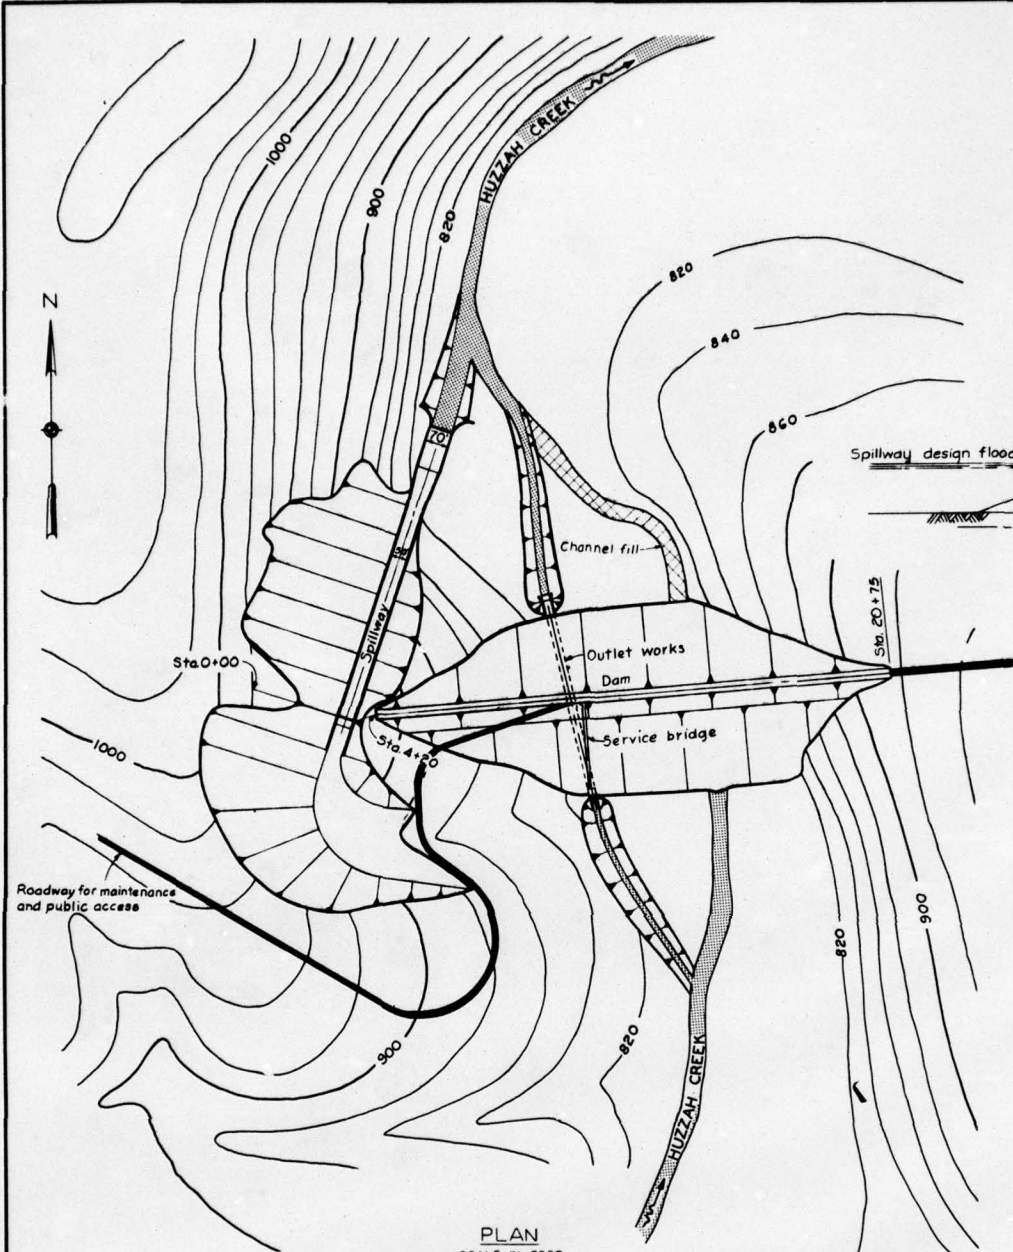 HUZZAH CREEK
1000
900
820
N
820
840
860
70'
Spillway design flood
Channel fill
Spillway
Sta. 20+75
Outlet works
Dam
Sta. 0+00
Service bridge
Sta. 4+20
1000
Roadway for maintenance
and public access
820
900
820
900
HUZZAH CREEK
PLAN